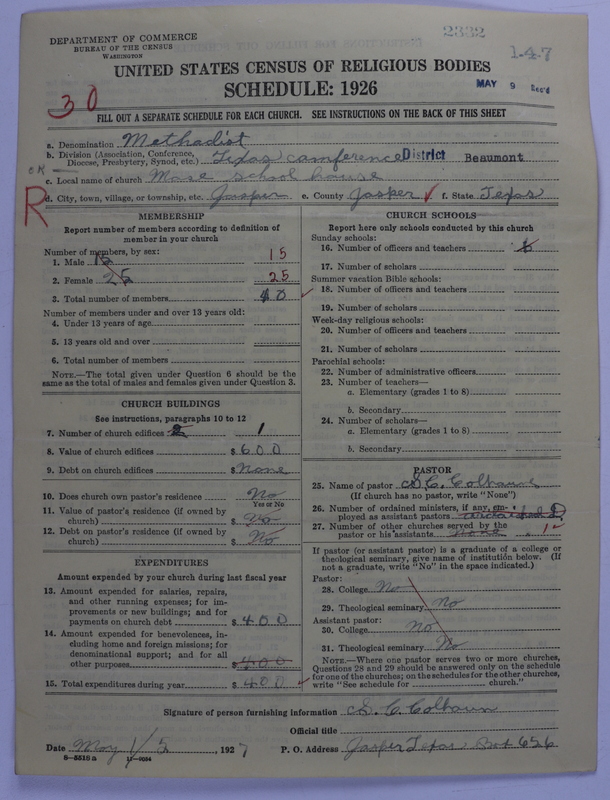 2332
1-4-7
DEPARTMENT OF COMMERCE
BUREAU OF THE CENSUS
WASHINGTON
UNITED STATES CENSUS OF RELIGIOUS BODIES
SCHEDULE: 1926
MAY 9 Rec'd
30
FILL OUT A SEPARATE SCHEDULE FOR EACH CHURCH. SEE INSTRUCTIONS ON THE BACK OF THIS SHEET
a. Denomination Methodist
b. Division (Association, Conference, Diocese, Presbytery, Synod, etc.) Texas conference District Beaumont
OK —
c. Local name of church school house
R
d. City, town, village, or township, etc. Jasper e. County Jasper ✓ f. State Texas
MEMBERSHIP
Report number of members according to definition of
member in your church
Number of members, by sex:
1. Male 15 15
2. Female 25 25
3. Total number of members 40
Number of members under and over 13 years old:
4. Under 13 years of age
5. 13 years old and over
6. Total number of members
NOTE.—The total given under Question 6 should be the
same as the total of males and females given under Question 3.
CHURCH BUILDINGS
See instructions, paragraphs 10 to 12
7. Number of church edifices 2 1
8. Value of church edifices $ 600
9. Debt on church edifices $ None
10. Does church own pastor's residence No
Yes or No
11. Value of pastor's residence (if owned by
church) $ No
12. Debt on pastor's residence (if owned by
church) $ No
EXPENDITURES
Amount expended by your church during last fiscal year
13. Amount expended for salaries, repairs,
and other running expenses; for im-
provements or new buildings; and for
payments on church debt $ 400
14. Amount expended for benevolences, in-
cluding home and foreign missions; for
denominational support; and for all
other purposes $ 400
15. Total expenditures during year $ 400
CHURCH SCHOOLS
Report here only schools conducted by this church
Sunday schools:
16. Number of officers and teachers
17. Number of scholars
Summer vacation Bible schools:
18. Number of officers and teachers
19. Number of scholars
Week-day religious schools:
20. Number of officers and teachers
21. Number of scholars
Parochial schools:
22. Number of administrative officers
23. Number of teachers—
a. Elementary (grades 1 to 8)
b. Secondary
24. Number of scholars—
a. Elementary (grades 1 to 8)
b. Secondary
PASTOR
25. Name of pastor S. C. Colhoun
(If church has no pastor, write "None")
26. Number of ordained ministers, if any, em-
ployed as assistant pastors
27. Number of other churches served by the
pastor or his assistants None 1
If pastor (or assistant pastor) is a graduate of a college or
theological seminary, give name of institution below. (If
not a graduate, write "No" in the space indicated.)
Pastor:
28. College No
29. Theological seminary No
Assistant pastor:
30. College No
31. Theological seminary No
NOTE.—Where one pastor serves two or more churches,
Questions 28 and 29 should be answered only on the schedule
for one of the churches; on the schedules for the other churches,
write "See schedule for church."
Signature of person furnishing information S. C. Colhoun
Official title
Date May 1/5, 1927 P. O. Address Jasper Texas Box 656
8-5518 a 11-9034